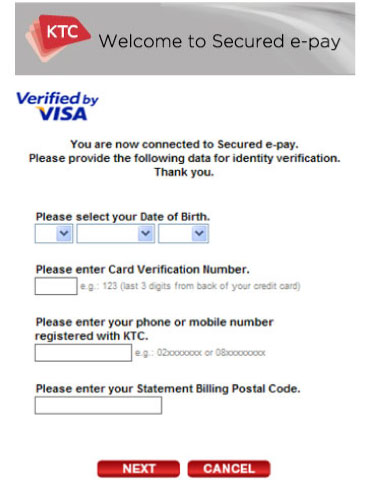 KTC
Welcome to Secured e-pay
Verified by
VISA
You are now connected to Secured e-pay.
Please provide the following data for identity verification.
Thank you.
Please select your Date of Birth.
Please enter Card Verification Number.
e.g.: 123 (last 3 digits from back of your credit card)
Please enter your phone or mobile number
registered with KTC.
e.g.: 02xxxxxxx or 08xxxxxxxx
Please enter your Statement Billing Postal Code.
NEXT CANCEL